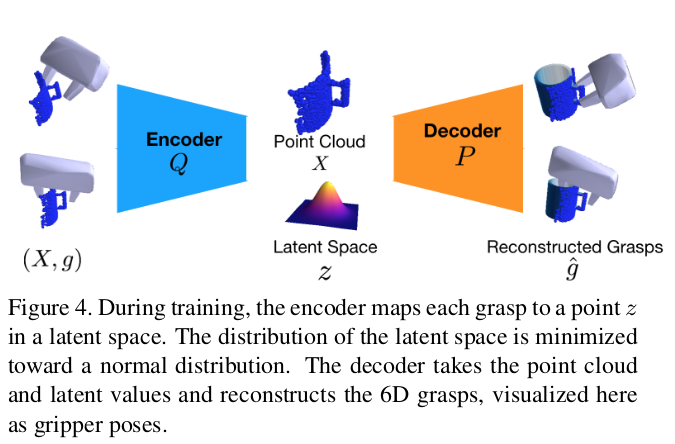 Encoder
Q
Point Cloud
X
Decoder
P
(X, g)
Latent Space
z
Reconstructed Grasps
ĝ
Figure 4. During training, the encoder maps each grasp to a point z
in a latent space. The distribution of the latent space is minimized
toward a normal distribution. The decoder takes the point cloud
and latent values and reconstructs the 6D grasps, visualized here
as gripper poses.